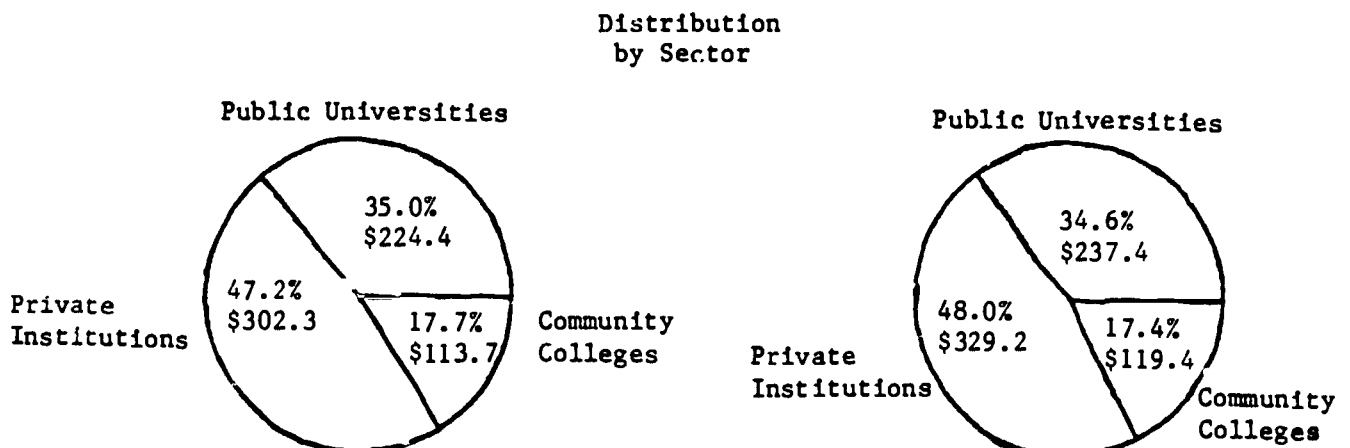 Distribution
by Sector
Public Universities
35.0%
$224.4
47.2%
$302.3
17.7%
$113.7
Private
Institutions
Community
Colleges
Public Universities
34.6%
$237.4
48.0%
$329.2
17.4%
$119.4
Private
Institutions
Community
Colleges